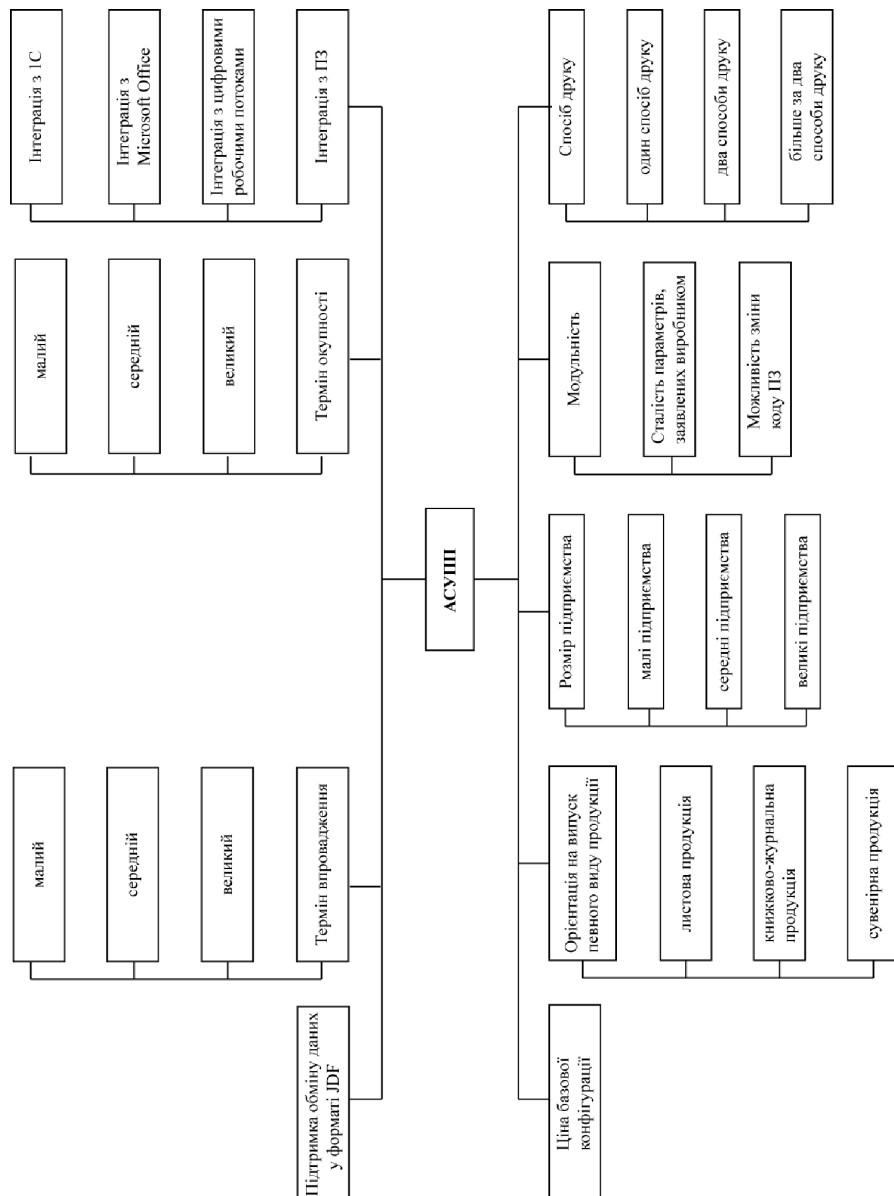 малий
малий
Інтеграція з 1С
середній
середній
Інтеграція з
Microsoft Office
великий
великий
Інтеграція з цифровими
робочими потоками
Підтримка обміну даних
у форматі JDF
Термін впровадження
Термін окупності
Інтеграція з ПЗ
АСУПП
Ціна базової
конфігурації
Орієнтація на випуск
певного виду продукції
Розмір підприємства
Модульність
Спосіб друку
листова продукція
малі підприємства
Сталість параметрів,
заявлених виробником
один спосіб друку
книжково-журнальна
продукція
середні підприємства
Можливість зміни
коду ПЗ
два способи друку
сувенірна продукція
великі підприємства
більше за два
способи друку